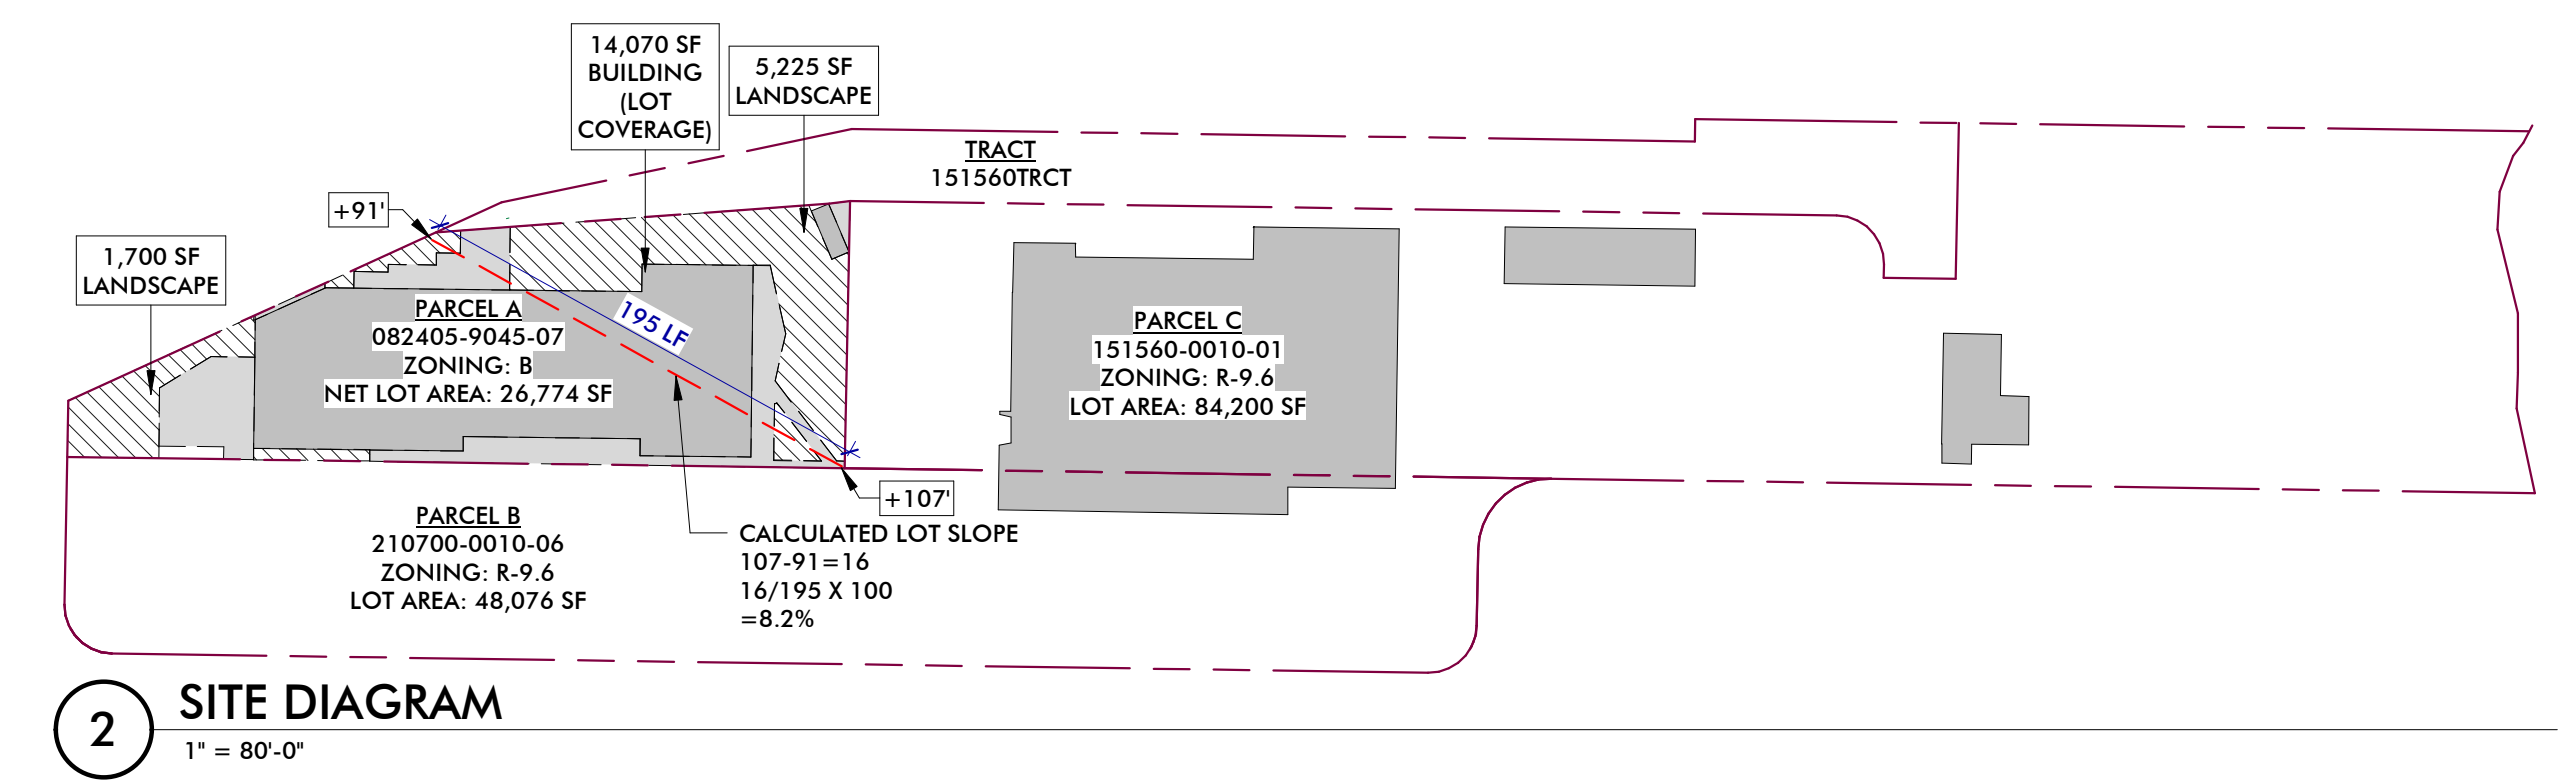 14,070 SF
BUILDING
(LOT
COVERAGE)
5,225 SF
LANDSCAPE
TRACT
151560TRCT
+91'
1,700 SF
LANDSCAPE
195 LF
PARCEL A
082405-9045-07
ZONING: B
NET LOT AREA: 26,774 SF
PARCEL C
151560-0010-01
ZONING: R-9.6
LOT AREA: 84,200 SF
+107'
PARCEL B
210700-0010-06
ZONING: R-9.6
LOT AREA: 48,076 SF
CALCULATED LOT SLOPE
107-91=16
16/195 X 100
=8.2%
2
SITE DIAGRAM
1" = 80'-0"